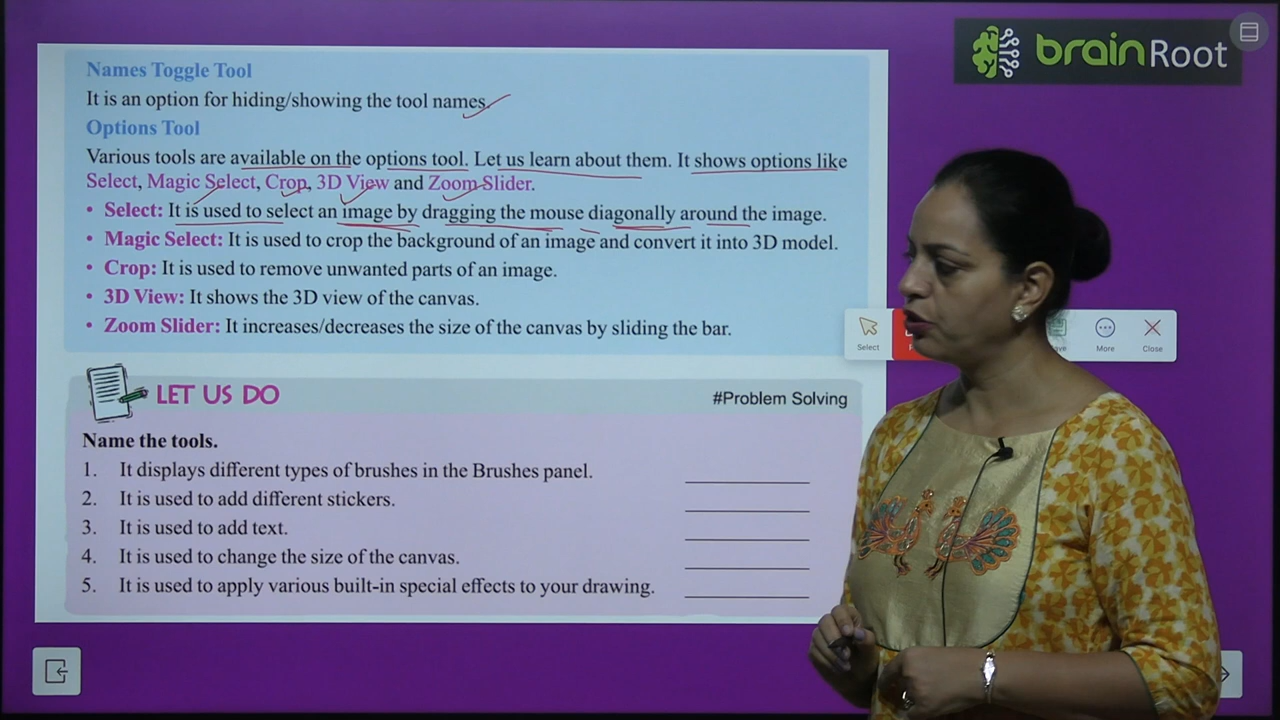 brainRoot
Names Toggle Tool
It is an option for hiding/showing the tool names.
Options Tool
Various tools are available on the options tool. Let us learn about them. It shows options like
Select, Magic Select, Crop, 3D View and Zoom Slider.
• Select: It is used to select an image by dragging the mouse diagonally around the image.
• Magic Select: It is used to crop the background of an image and convert it into 3D model.
• Crop: It is used to remove unwanted parts of an image.
• 3D View: It shows the 3D view of the canvas.
• Zoom Slider: It increases/decreases the size of the canvas by sliding the bar.
Select
More
Close
LET US DO
#Problem Solving
Name the tools.
1. It displays different types of brushes in the Brushes panel.
2. It is used to add different stickers.
3. It is used to add text.
4. It is used to change the size of the canvas.
5. It is used to apply various built-in special effects to your drawing.